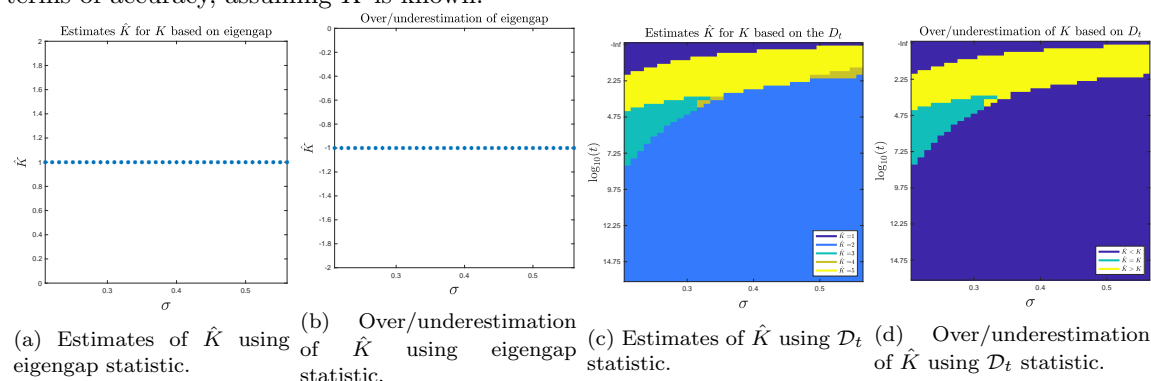 terms of accuracy, assuming K is known.
Estimates K̂ for K based on eigengap
2
1.8
1.6
1.4
1.2
1
0.8
0.6
0.4
0.2
0
K̂
0.3
0.4
0.5
σ
(a) Estimates of K̂ using
eigengap statistic.
Over/underestimation of eigengap
0
-0.2
-0.4
-0.6
-0.8
-1
-1.2
-1.4
-1.6
-1.8
-2
K̂
0.3
0.4
0.5
σ
(b) Over/underestimation
of K̂ using eigengap
statistic.
Estimates K̂ for K based on the D_t
-Inf
2.25
4.75
7.25
9.75
12.25
14.75
log₁₀(t)
K̂ =1
K̂ =2
K̂ =3
K̂ =4
K̂ =5
0.3
0.4
0.5
σ
(c) Estimates of K̂ using 𝒟_t
statistic.
Over/underestimation of K based on D_t
-Inf
2.25
4.75
7.25
9.75
12.25
14.75
log₁₀(t)
K̂ < K
K̂ = K
K̂ > K
0.3
0.4
0.5
σ
(d) Over/underestimation
of K̂ using 𝒟_t statistic.